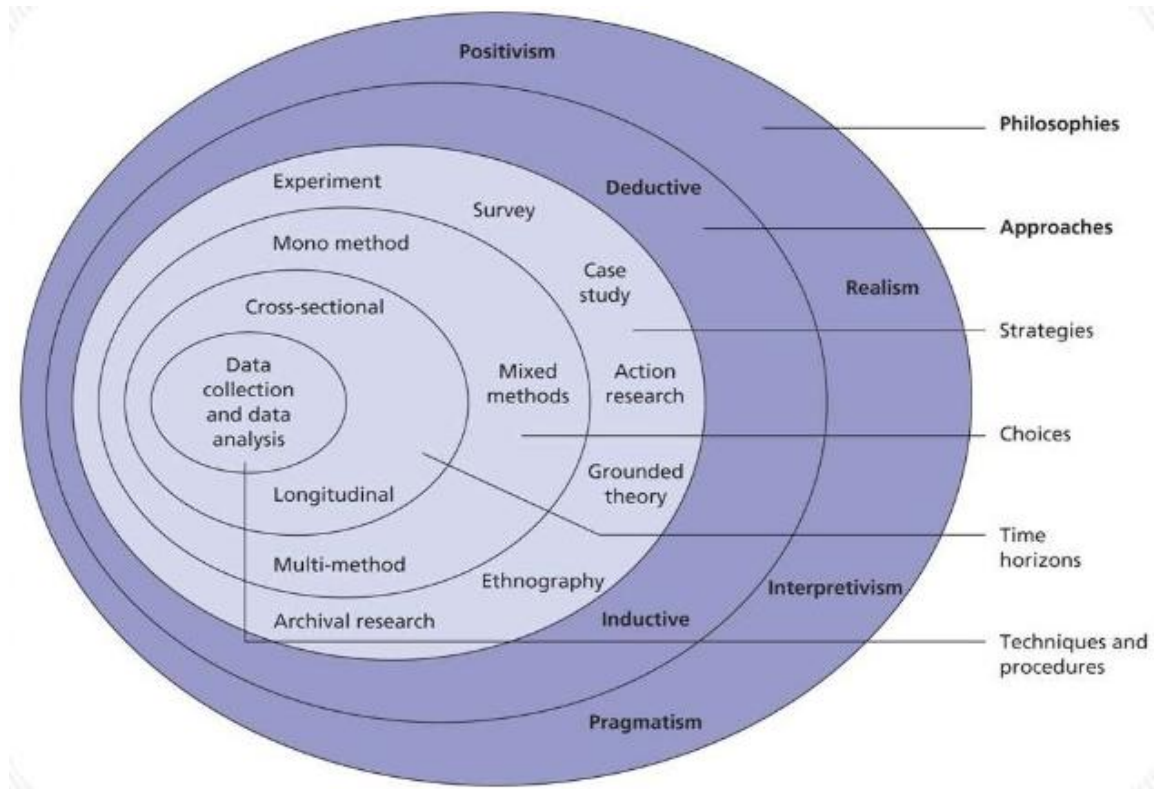 Positivism
Philosophies
Experiment
Deductive
Survey
Approaches
Mono method
Case
study
Realism
Cross-sectional
Strategies
Data
collection
and data
analysis
Mixed
methods
Action
research
Choices
Grounded
theory
Longitudinal
Time
horizons
Multi-method
Ethnography
Interpretivism
Archival research
Inductive
Techniques and
procedures
Pragmatism